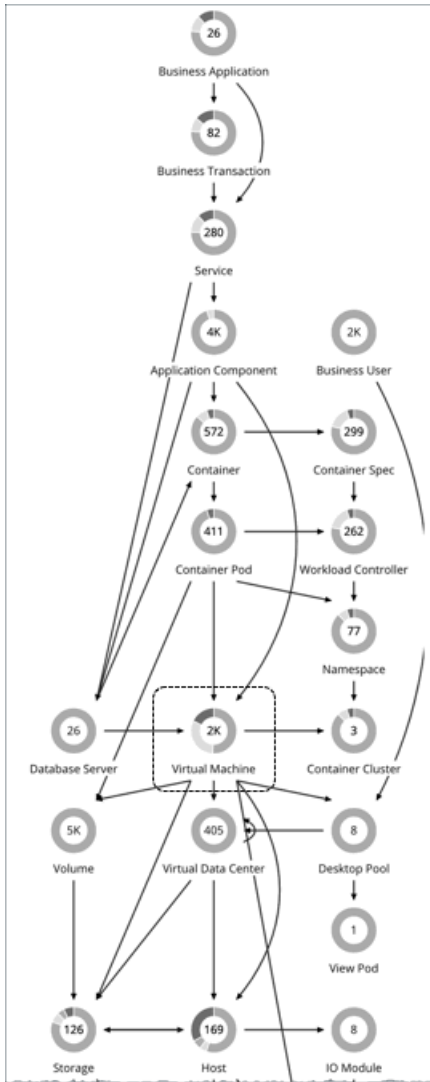 26
Business Application
82
Business Transaction
280
Service
4K
Application Component
2K
Business User
572
Container
299
Container Spec
411
Container Pod
262
Workload Controller
77
Namespace
26
Database Server
2K
Virtual Machine
3
Container Cluster
5K
Volume
405
Virtual Data Center
8
Desktop Pool
1
View Pod
126
Storage
169
Host
8
IO Module